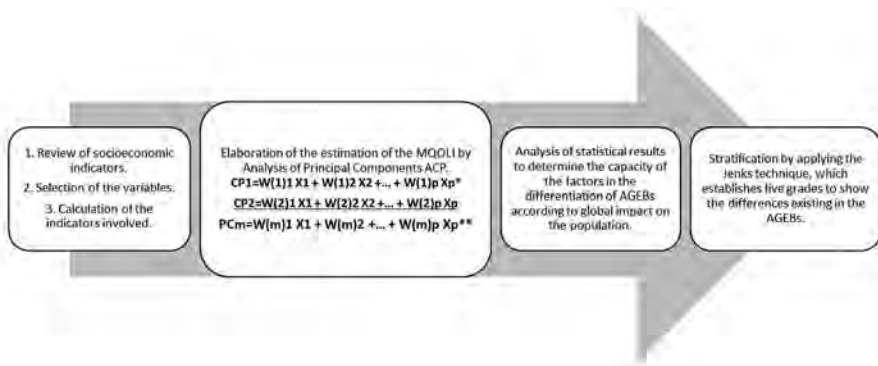 1. Review of socioeconomic
indicators.
2. Selection of the variables.
3. Calculation of the
indicators involved.
Elaboration of the estimation of the MQOLI by
Analysis of Principal Components ACP.
CP1=W(1)1 X1 + W(1)2 X2 +... + W(1)p Xp*
CP2=W(2)1 X1 + W(2)2 X2 +... + W(2)p Xp
PCm=W(m)1 X1 + W(m)2 +... + W(m)p Xp**
Analysis of statistical results
to determine the capacity of
the factors in the
differentiation of AGEBs
according to global impact on
the population.
Stratification by applying the
Jenks technique, which
establishes five grades to show
the differences existing in the
AGEBs.